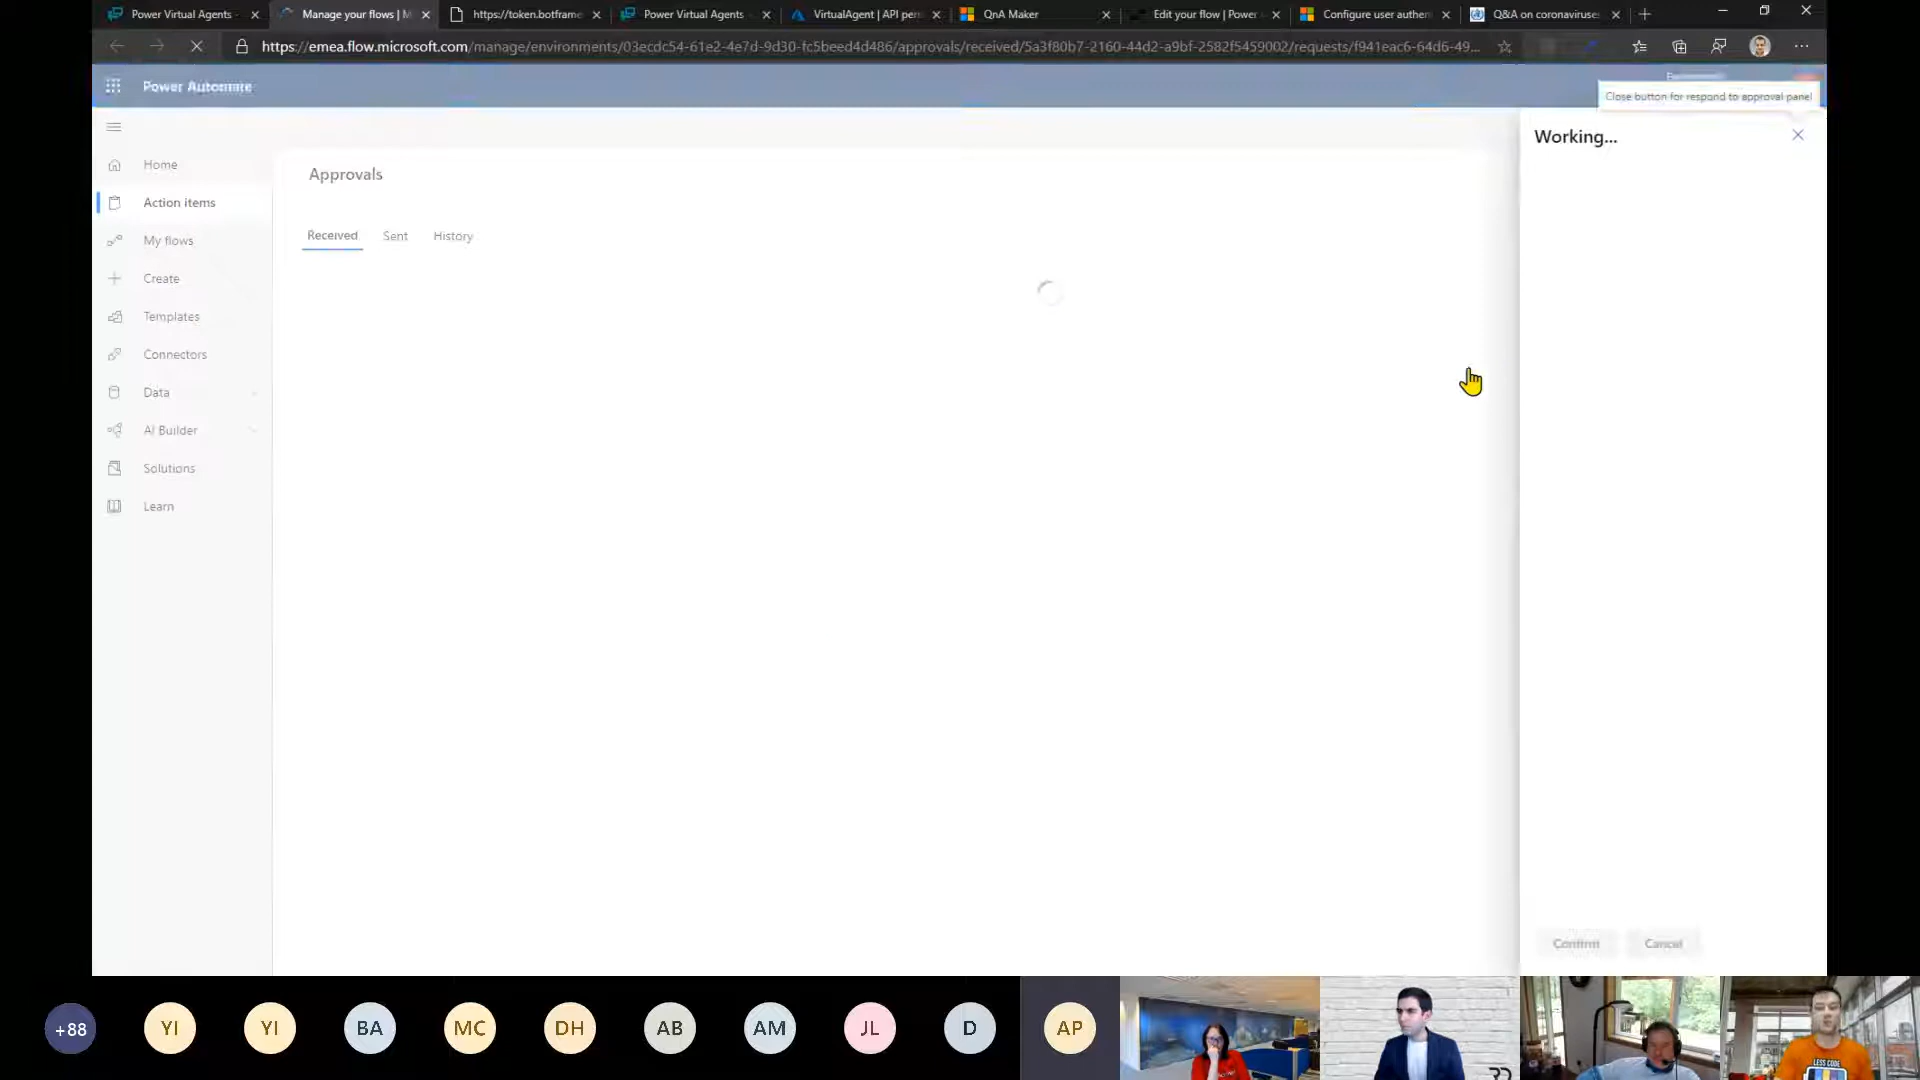 Power Virtual Agents
Manage your flows | M
https://token.botframe
Power Virtual Agents
VirtualAgent | API per
QnA Maker
Edit your flow | Power
Configure user authen
Q&A on coronaviruse
https://emea.flow.microsoft.com/manage/environments/03ecdc54-61e2-4e7d-9d30-fc5beed4d486/approvals/received/5a3f80b7-2160-44d2-a9bf-2582f5459002/requests/f941eac6-64d6-49...
Power Automate
Close button for respond to approval panel
Working...
Home
Action items
My flows
Create
Templates
Connectors
Data
AI Builder
Solutions
Learn
Approvals
Received
Sent
History
Confirm
Cancel
+88
YI
YI
BA
MC
DH
AB
AM
JL
D
AP
LESS CODE